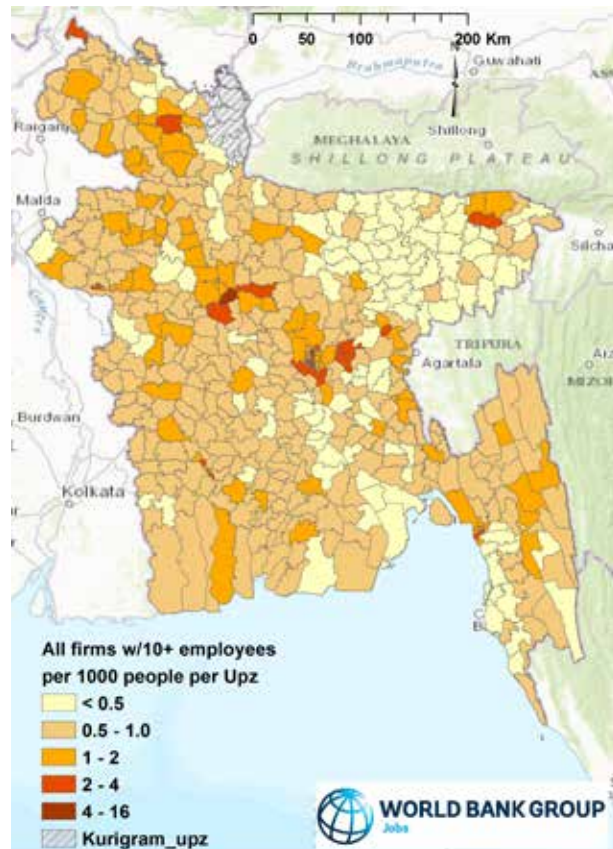 0 50 100 200 Km
N
Brahmaputra
Guwahati
Raiganj
MEGHALAYA
Shillong
SHILLONG PLATEAU
Malda
Silcha
TRIPURA
Agartala
MIZOR
Burdwan
Kolkata
All firms w/10+ employees
per 1000 people per Upz
< 0.5
0.5 - 1.0
1 - 2
2 - 4
4 - 16
Kurigram_upz
WORLD BANK GROUP
Jobs